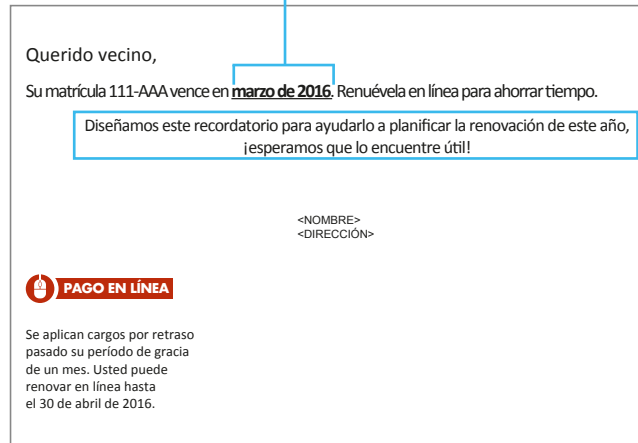 Querido vecino,
Su matrícula 111-AAA vence en marzo de 2016. Renuévela en línea para ahorrar tiempo.
Diseñamos este recordatorio para ayudarlo a planificar la renovación de este año,
¡esperamos que lo encuentre útil!
<NOMBRE>
<DIRECCIÓN>
PAGO EN LÍNEA
Se aplican cargos por retraso
pasado su período de gracia
de un mes. Usted puede
renovar en línea hasta
el 30 de abril de 2016.